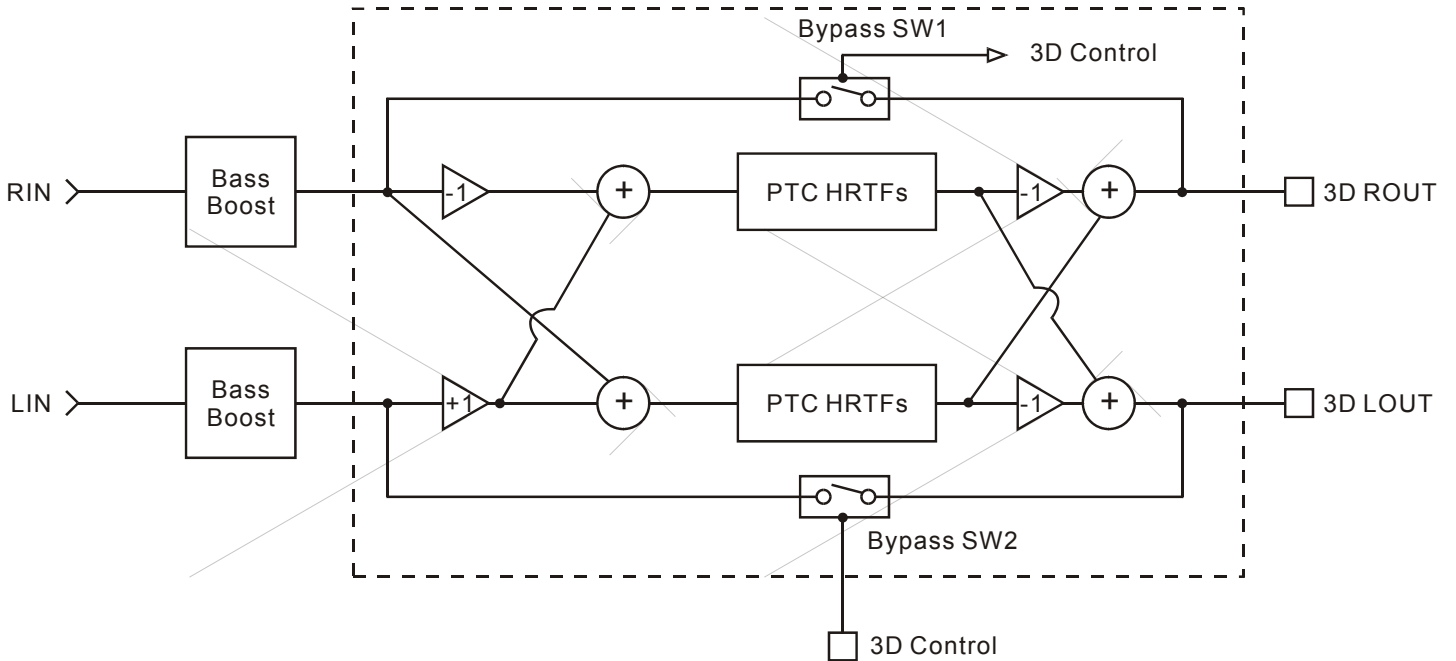 Bypass SW1
3D Control
RIN
Bass
Boost
-1
+
PTC HRTFs
-1
+
3D ROUT
LIN
Bass
Boost
+1
+
PTC HRTFs
-1
+
3D LOUT
Bypass SW2
3D Control